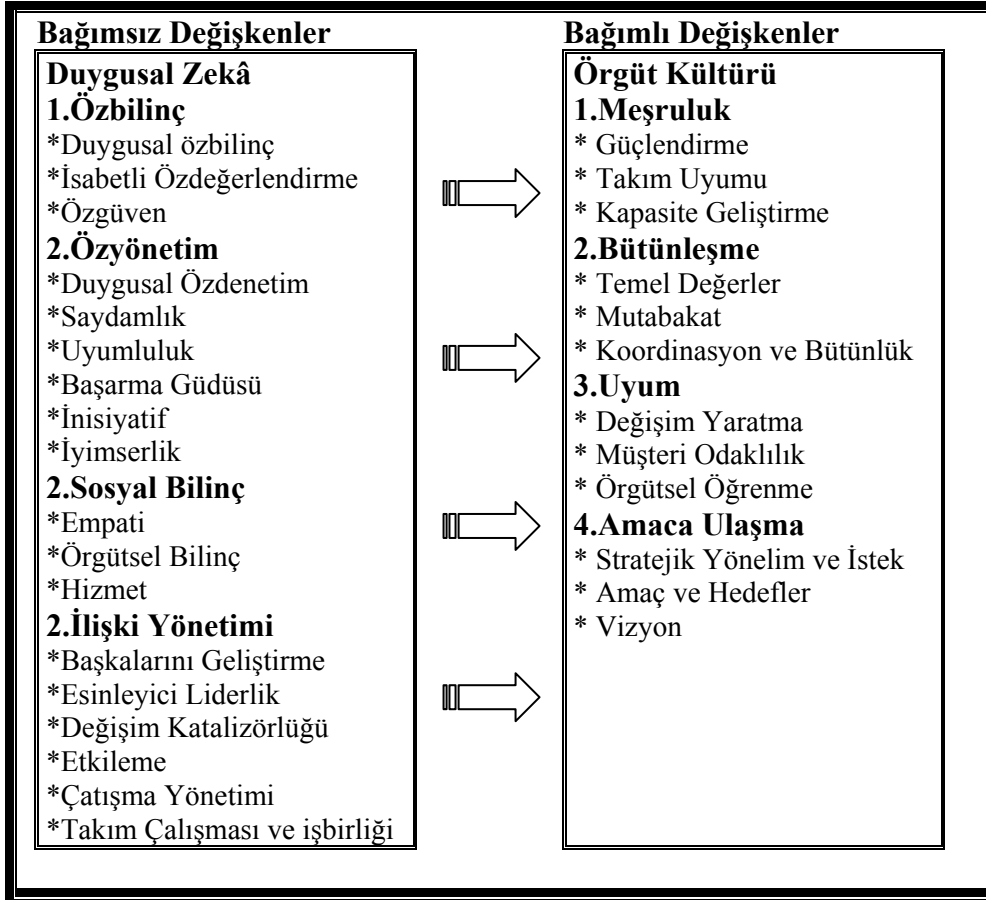 Bağımsız Değişkenler
Duygusal Zekâ
1.Özbilinç
*Duygusal özbilinç
*İsabetli Özdeğerlendirme
*Özgüven
2.Özyönetim
*Duygusal Özdenetim
*Saydamlık
*Uyumluluk
*Başarma Güdüsü
*İnisiyatif
*İyimserlik
2.Sosyal Bilinç
*Empati
*Örgütsel Bilinç
*Hizmet
2.İlişki Yönetimi
*Başkalarını Geliştirme
*Esinleyici Liderlik
*Değişim Katalizörlüğü
*Etkileme
*Çatışma Yönetimi
*Takım Çalışması ve işbirliği
Bağımlı Değişkenler
Örgüt Kültürü
1.Meşruluk
* Güçlendirme
* Takım Uyumu
* Kapasite Geliştirme
2.Bütünleşme
* Temel Değerler
* Mutabakat
* Koordinasyon ve Bütünlük
3.Uyum
* Değişim Yaratma
* Müşteri Odaklılık
* Örgütsel Öğrenme
4.Amaca Ulaşma
* Stratejik Yönelim ve İstek
* Amaç ve Hedefler
* Vizyon